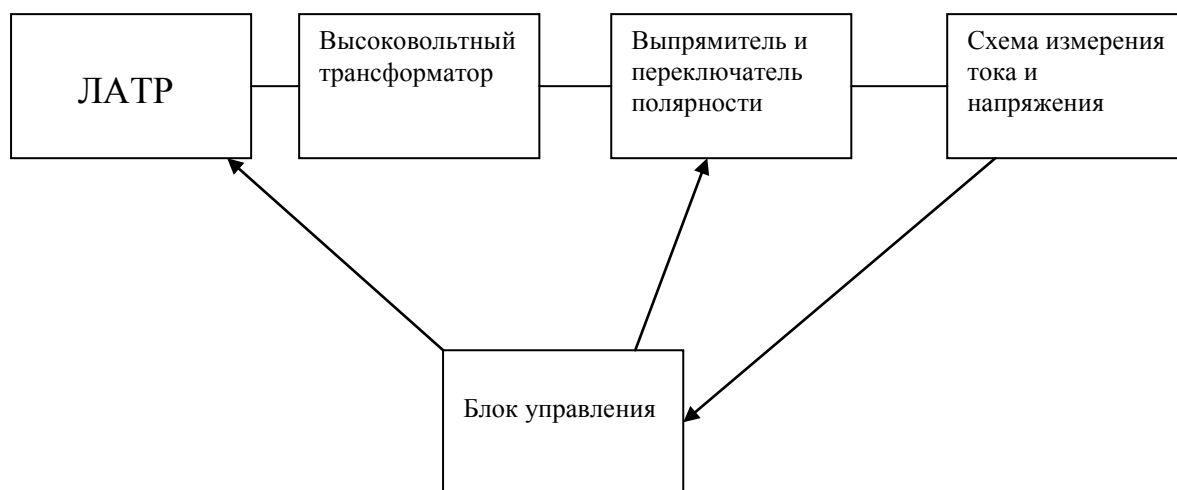 ЛАТР
Высоковольтный
трансформатор
Выпрямитель и
переключатель
полярности
Схема измерения
тока и
напряжения
Блок управления